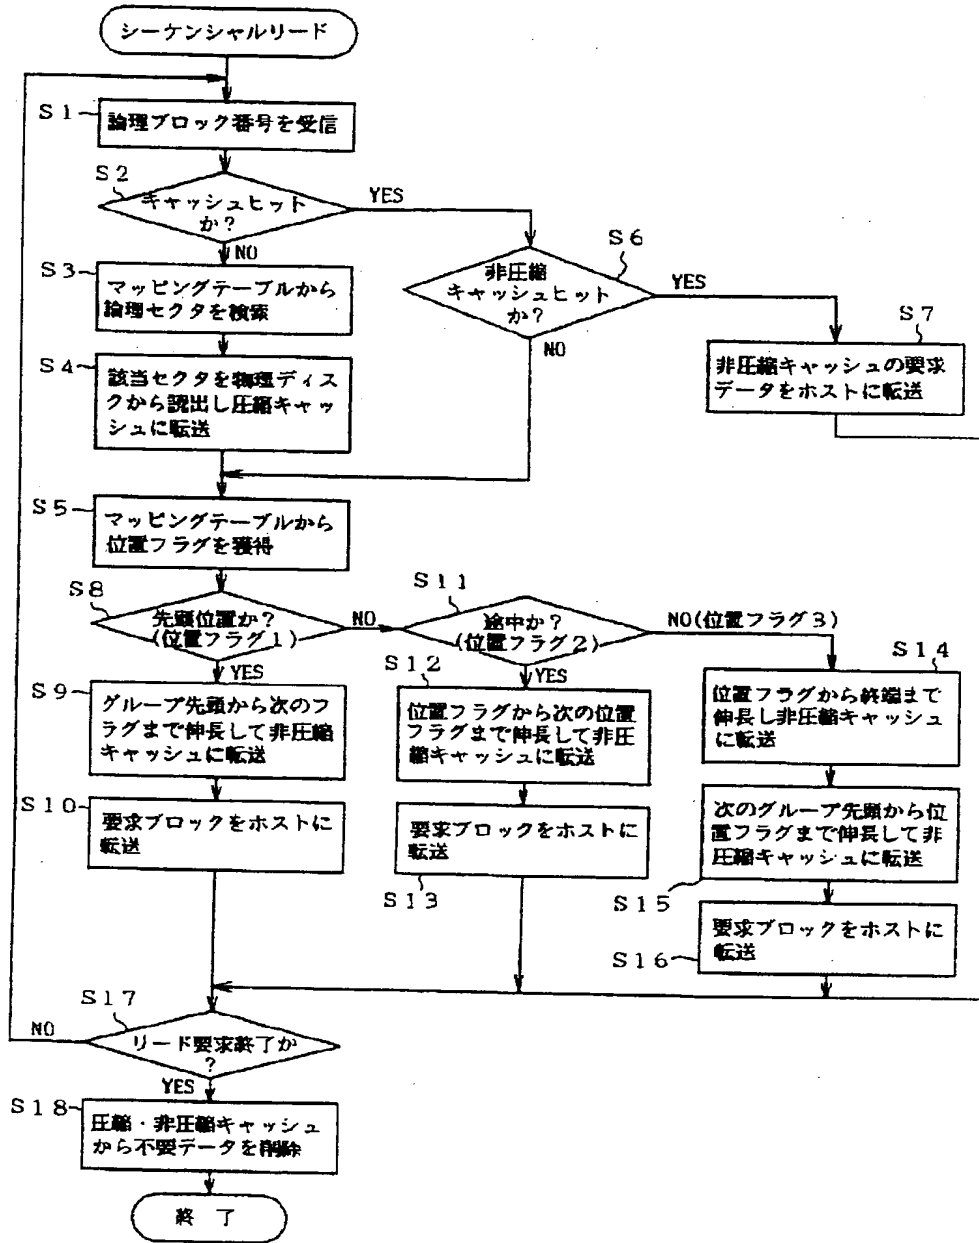 シーケンシャルリード
S1
論理ブロック番号を受信
S2
キャッシュヒット
か?
YES
NO
S3
マッピングテーブルから
論理セクタを検索
S4
該当セクタを物理ディス
クから読出し圧縮キャッ
シュに転送
S6
非圧縮
キャッシュヒット
か?
YES
NO
S7
非圧縮キャッシュの要求
データをホストに転送
S5
マッピングテーブルから
位置フラグを獲得
S8
先頭位置か?
(位置フラグ1)
NO
YES
S11
途中か?
(位置フラグ2)
NO(位置フラグ3)
YES
S9
グループ先頭から次のフ
ラグまで伸長して非圧縮
キャッシュに転送
S10
要求ブロックをホストに
転送
S12
位置フラグから次の位置
フラグまで伸長して非圧
縮キャッシュに転送
要求ブロックをホストに
転送
S13
S14
位置フラグから終端まで
伸長し非圧縮キャッシュ
に転送
次のグループ先頭から位
置フラグまで伸長して非
圧縮キャッシュに転送
S15
要求ブロックをホストに
転送
S16
S17
リード要求終了か
?
NO
YES
S18
圧縮・非圧縮キャッシュ
から不要データを削除
終 了